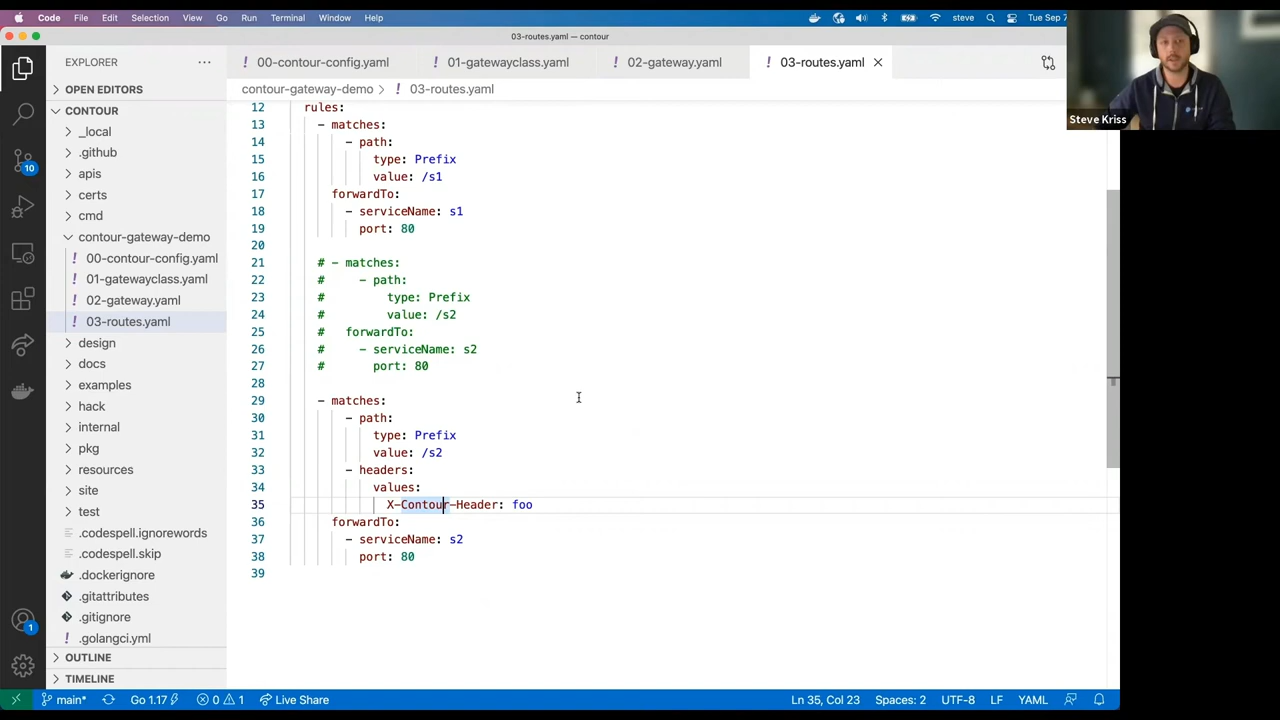 Code File Edit Selection View Go Run Terminal Window Help steve Tue Sep 7
03-routes.yaml — contour
EXPLORER ...
! 00-contour-config.yaml ! 01-gatewayclass.yaml ! 02-gateway.yaml ! 03-routes.yaml
Steve Kriss
contour-gateway-demo > ! 03-routes.yaml
OPEN EDITORS
CONTOUR
_local
.github
apis
certs
cmd
contour-gateway-demo
! 00-contour-config.yaml
! 01-gatewayclass.yaml
! 02-gateway.yaml
! 03-routes.yaml
design
docs
examples
hack
internal
pkg
resources
site
test
.codespell.ignorewords
.codespell.skip
.dockerignore
.gitattributes
.gitignore
! .golangci.yml
OUTLINE
TIMELINE
10
1
12 rules:
13 - matches:
14 - path:
15 type: Prefix
16 value: /s1
17 forwardTo:
18 - serviceName: s1
19 port: 80
20
21 # - matches:
22 # - path:
23 # type: Prefix
24 # value: /s2
25 # forwardTo:
26 # - serviceName: s2
27 # port: 80
28
29 - matches:
30 - path:
31 type: Prefix
32 value: /s2
33 - headers:
34 values:
35 X-Contour-Header: foo
36 forwardTo:
37 - serviceName: s2
38 port: 80
39
main* Go 1.17 0 1 Live Share Ln 35, Col 23 Spaces: 2 UTF-8 LF YAML